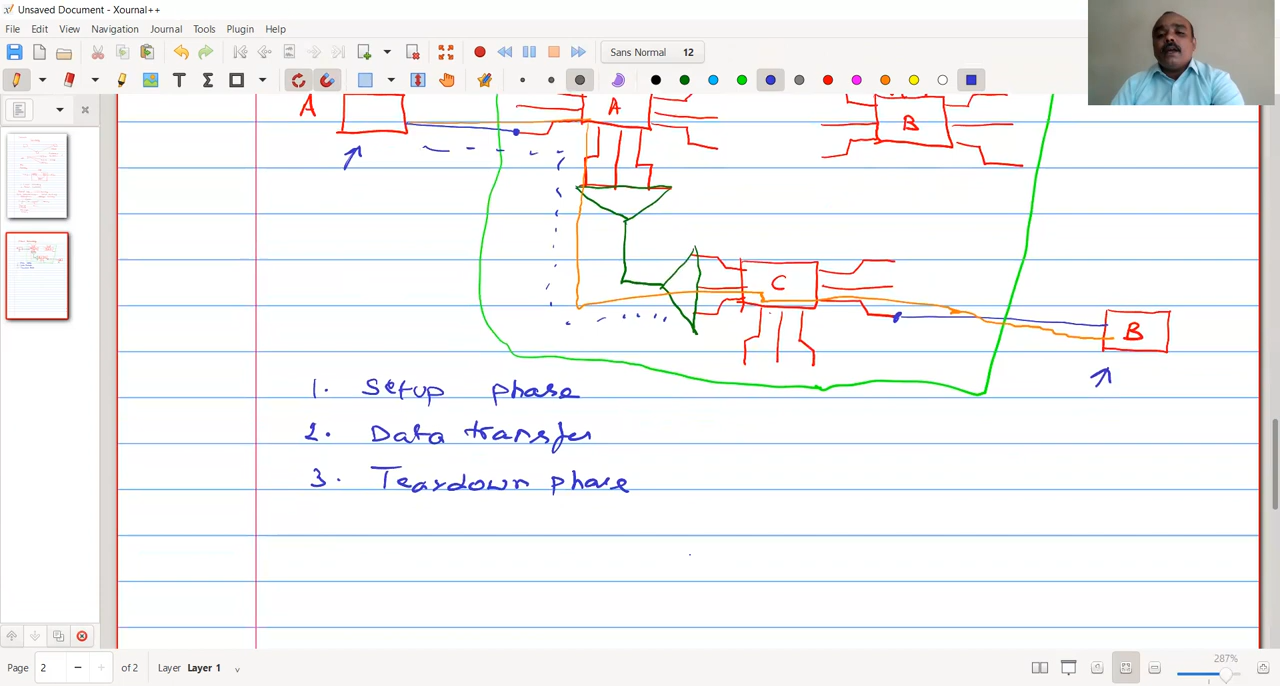 Unsaved Document - Xournal++
File Edit View Navigation Journal Tools Plugin Help
Sans Normal 12
A
A
B
C
B
1. Setup phase
2. Data transfer
3. Teardown phase
Page 2 of 2 Layer Layer 1
287%